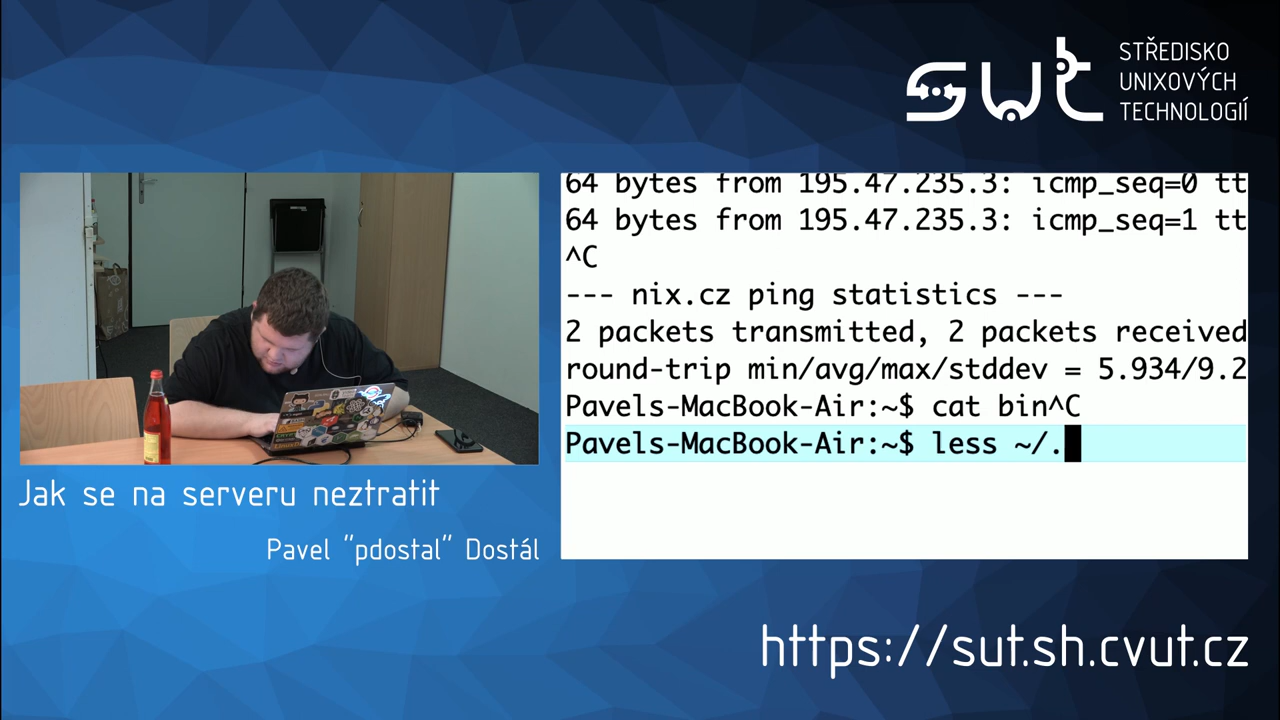 sut
STŘEDISKO
UNIXOVÝCH
TECHNOLOGIÍ
64 bytes from 195.47.235.3: icmp_seq=0 tt
64 bytes from 195.47.235.3: icmp_seq=1 tt
^C
--- nix.cz ping statistics ---
2 packets transmitted, 2 packets received
round-trip min/avg/max/stddev = 5.934/9.2
Pavels-MacBook-Air:~$ cat bin^C
Pavels-MacBook-Air:~$ less ~/.
Jak se na serveru neztratit
Pavel "pdostal" Dostál
https://sut.sh.cvut.cz